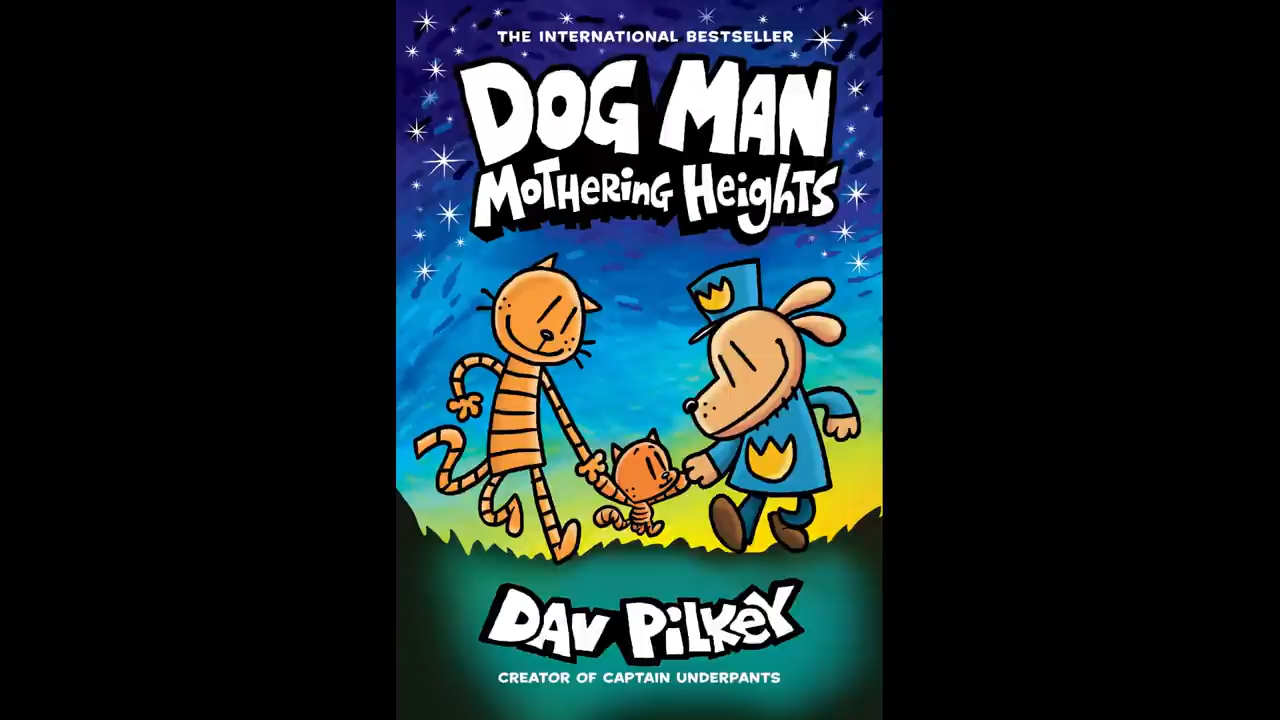 THE INTERNATIONAL BESTSELLER
DOG MAN
MOTHERING HEIGHTS
DAV PILKEY
CREATOR OF CAPTAIN UNDERPANTS